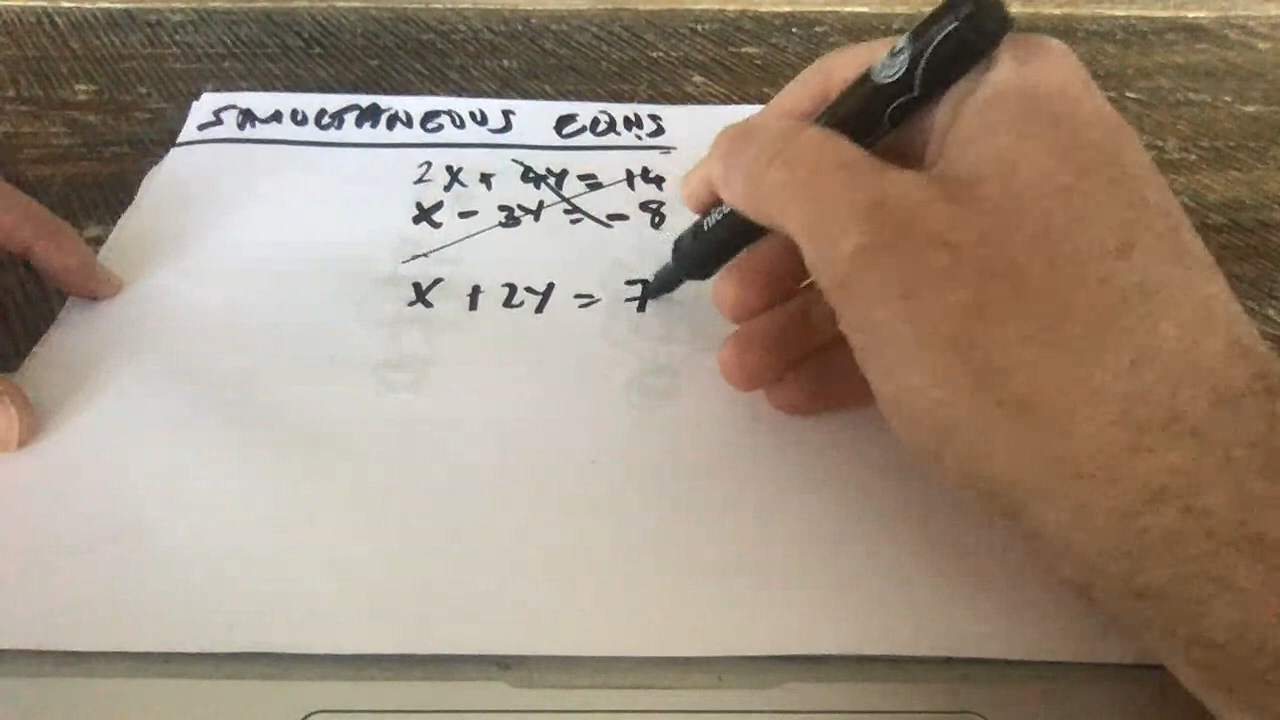 SIMULTANEOUS EQNS
2x + 4y = 14
x - 3y = -8
x + 2y = 7